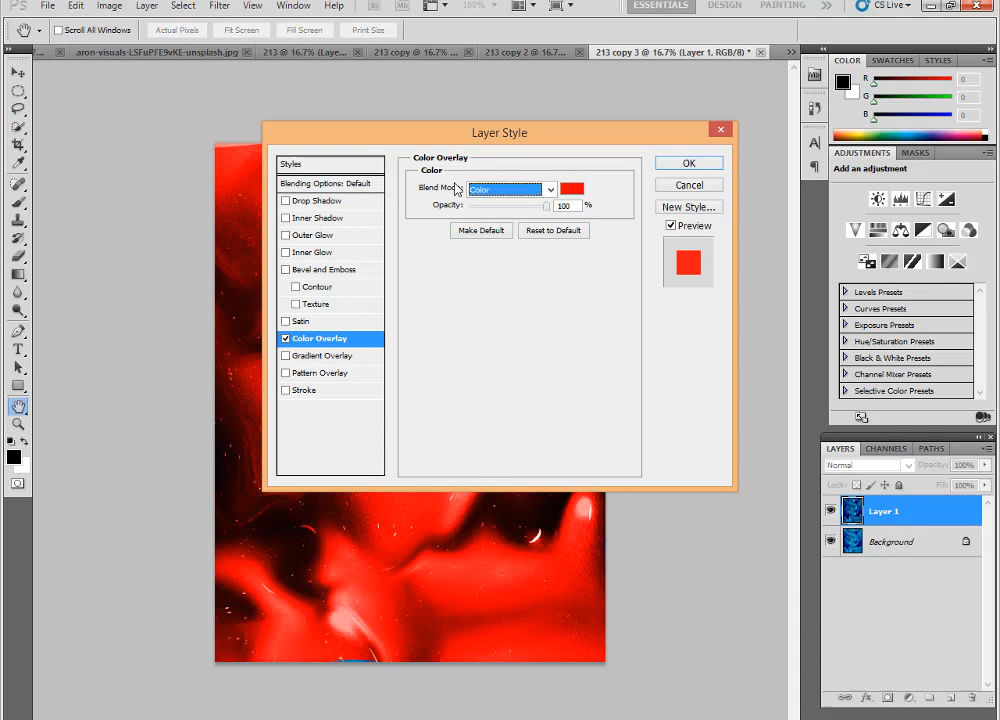 PS File Edit Image Layer Select Filter View Window Help Br Mb 100% ESSENTIALS DESIGN PAINTING >> CS Live
Scroll All Windows Actual Pixels Fit Screen Fill Screen Print Size
7... aron-visuals-LSFuPFE9vKE-unsplash.jpg 213 @ 16.7% (Laye... 213 copy @ 16.7% ... 213 copy 2 @ 16.7... 213 copy 3 @ 16.7% (Layer 1, RGB/8) *
COLOR SWATCHES STYLES
R 0
G 0
B 0
Mb
ADJUSTMENTS MASKS
Add an adjustment
Levels Presets
Curves Presets
Exposure Presets
Hue/Saturation Presets
Black & White Presets
Channel Mixer Presets
Selective Color Presets
LAYERS CHANNELS PATHS
Normal Opacity: 100%
Lock: Fill: 100%
Layer 1
Background
Layer Style
Styles
Blending Options: Default
Drop Shadow
Inner Shadow
Outer Glow
Inner Glow
Bevel and Emboss
Contour
Texture
Satin
Color Overlay
Gradient Overlay
Pattern Overlay
Stroke
Color Overlay
Color
Blend Mode: Color
Opacity: 100 %
Make Default Reset to Default
OK
Cancel
New Style...
Preview